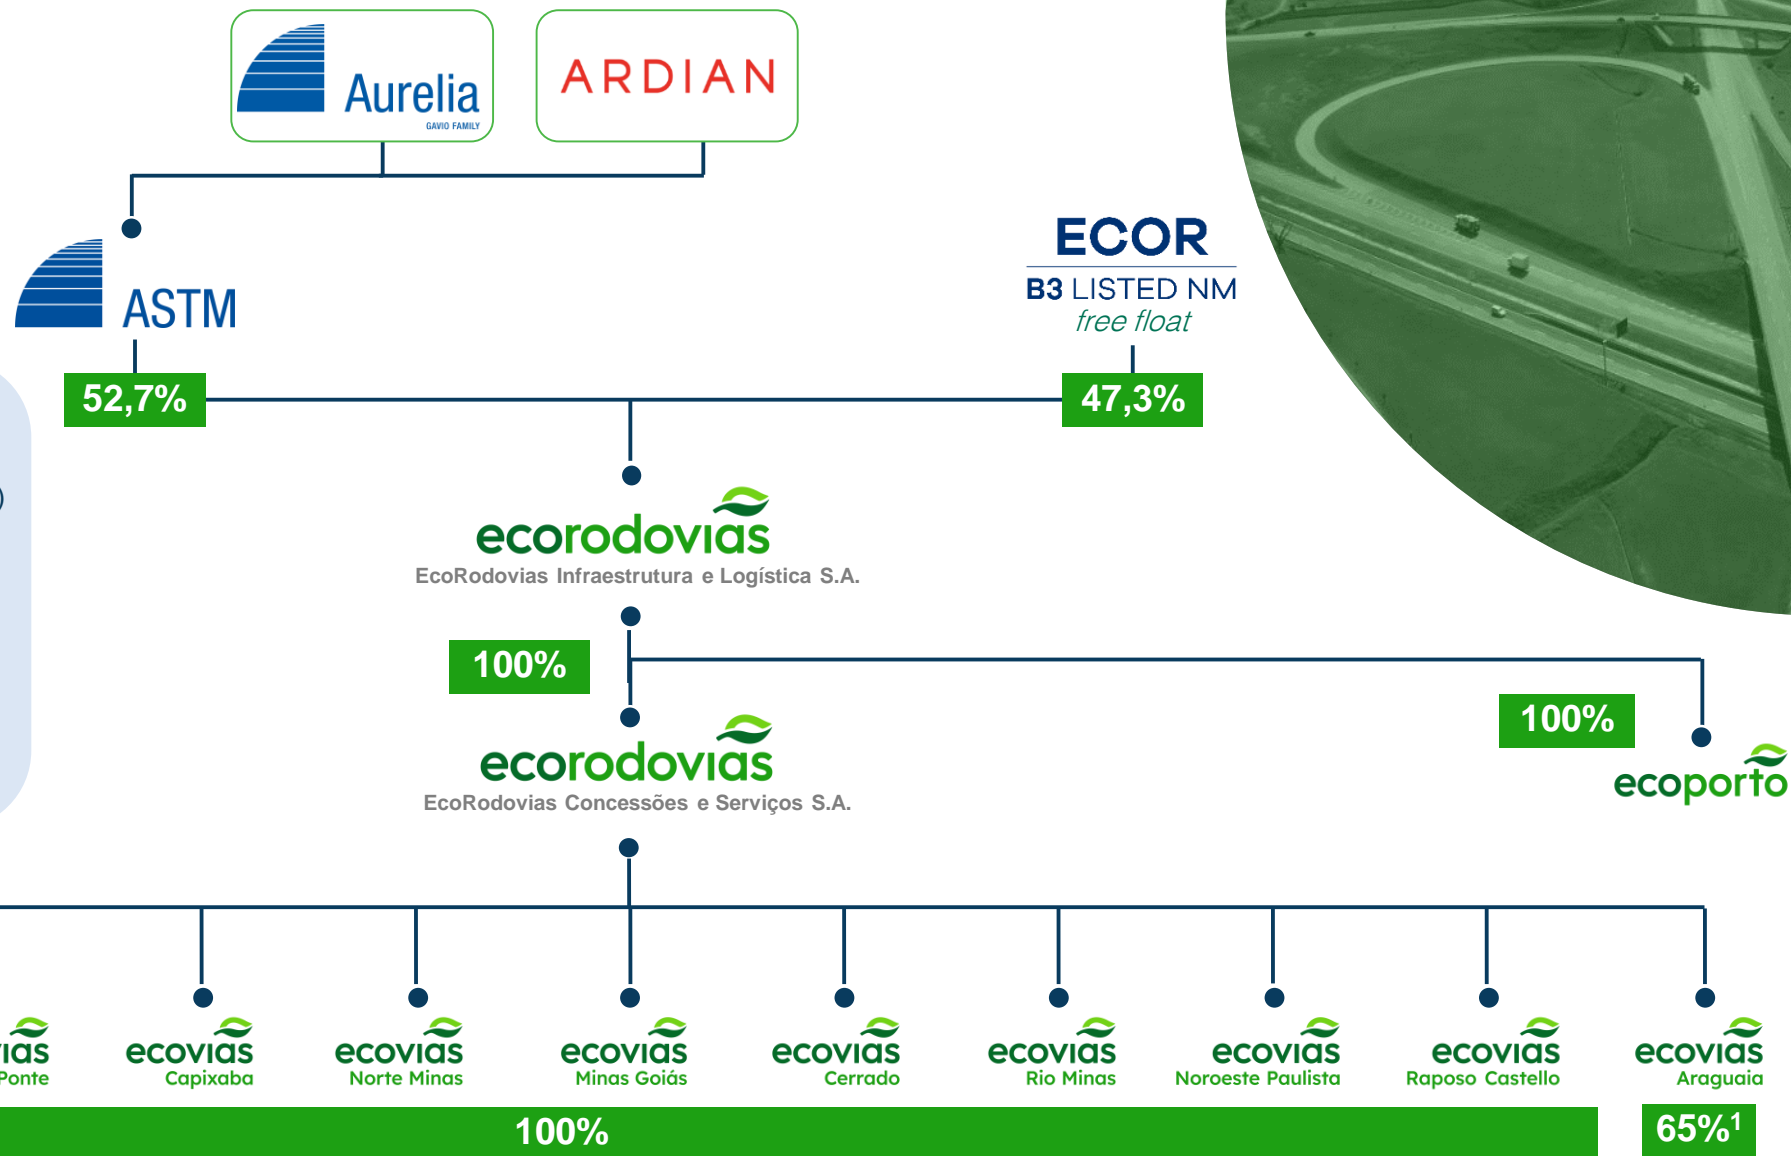 Aurelia
GAVIO FAMILY
ARDIAN
ASTM
ECOR
B3 LISTED NM
free float
52,7%
47,3%
)
ecorodovias
EcoRodovias Infraestrutura e Logística S.A.
100%
100%
ecorodovias
EcoRodovias Concessões e Serviços S.A.
ecoporto
vias
Ponte
ecovias
Capixaba
ecovias
Norte Minas
ecovias
Minas Goiás
ecovias
Cerrado
ecovias
Rio Minas
ecovias
Noroeste Paulista
ecovias
Raposo Castello
ecovias
Araguaia
100%
65%¹